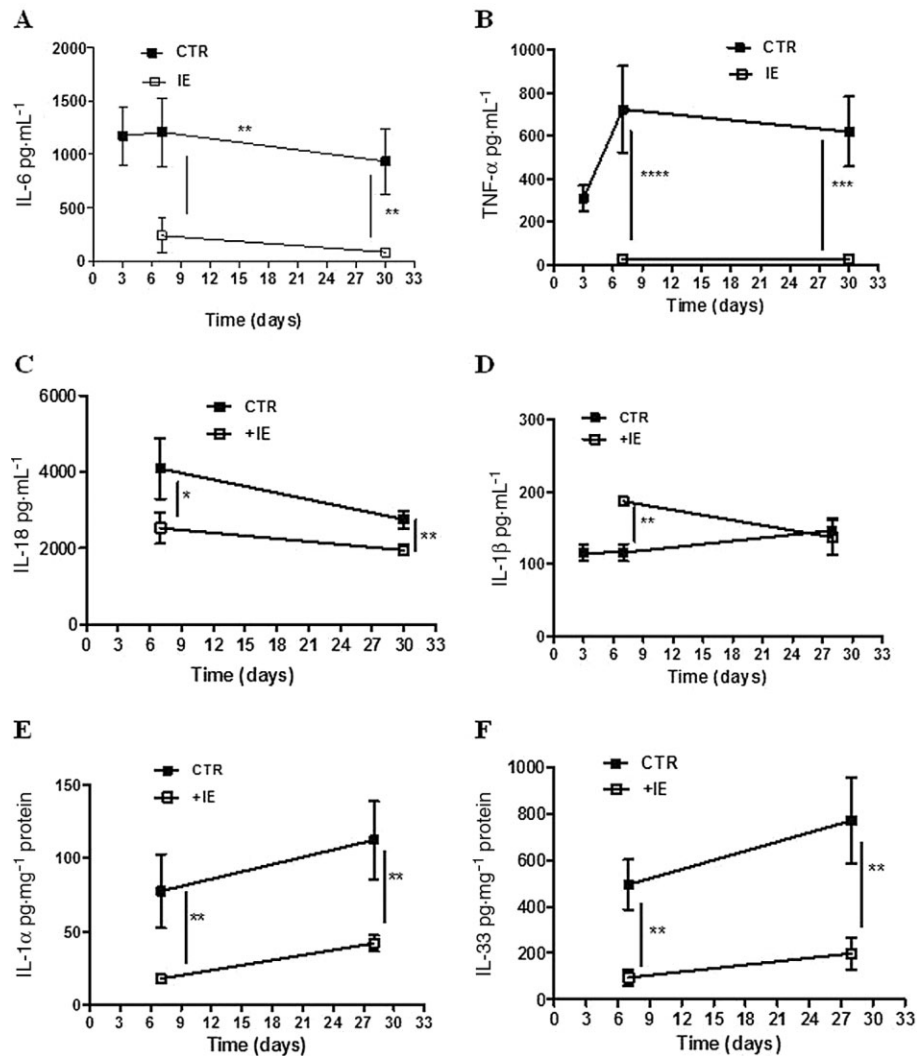 A
CTR
IE
IL-6 pg·mL⁻¹
2000
1500
1000
500
0
**
**
0 3 6 9 12 15 18 21 24 27 30 33
Time (days)
B
CTR
IE
TNF-α pg·mL⁻¹
1000
800
600
400
200
0
****
***
0 3 6 9 12 15 18 21 24 27 30 33
Time (days)
C
CTR
+IE
IL-18 pg·mL⁻¹
6000
4000
2000
0
*
**
0 3 6 9 12 15 18 21 24 27 30 33
Time (days)
D
CTR
+IE
IL-1β pg·mL⁻¹
300
200
100
0
**
0 3 6 9 12 15 18 21 24 27 30 33
Time (days)
E
CTR
+IE
IL-1α pg·mg⁻¹ protein
150
100
50
0
**
**
0 3 6 9 12 15 18 21 24 27 30 33
Time (days)
F
CTR
+IE
IL-33 pg·mg⁻¹ protein
1000
800
600
400
200
0
**
**
0 3 6 9 12 15 18 21 24 27 30 33
Time (days)